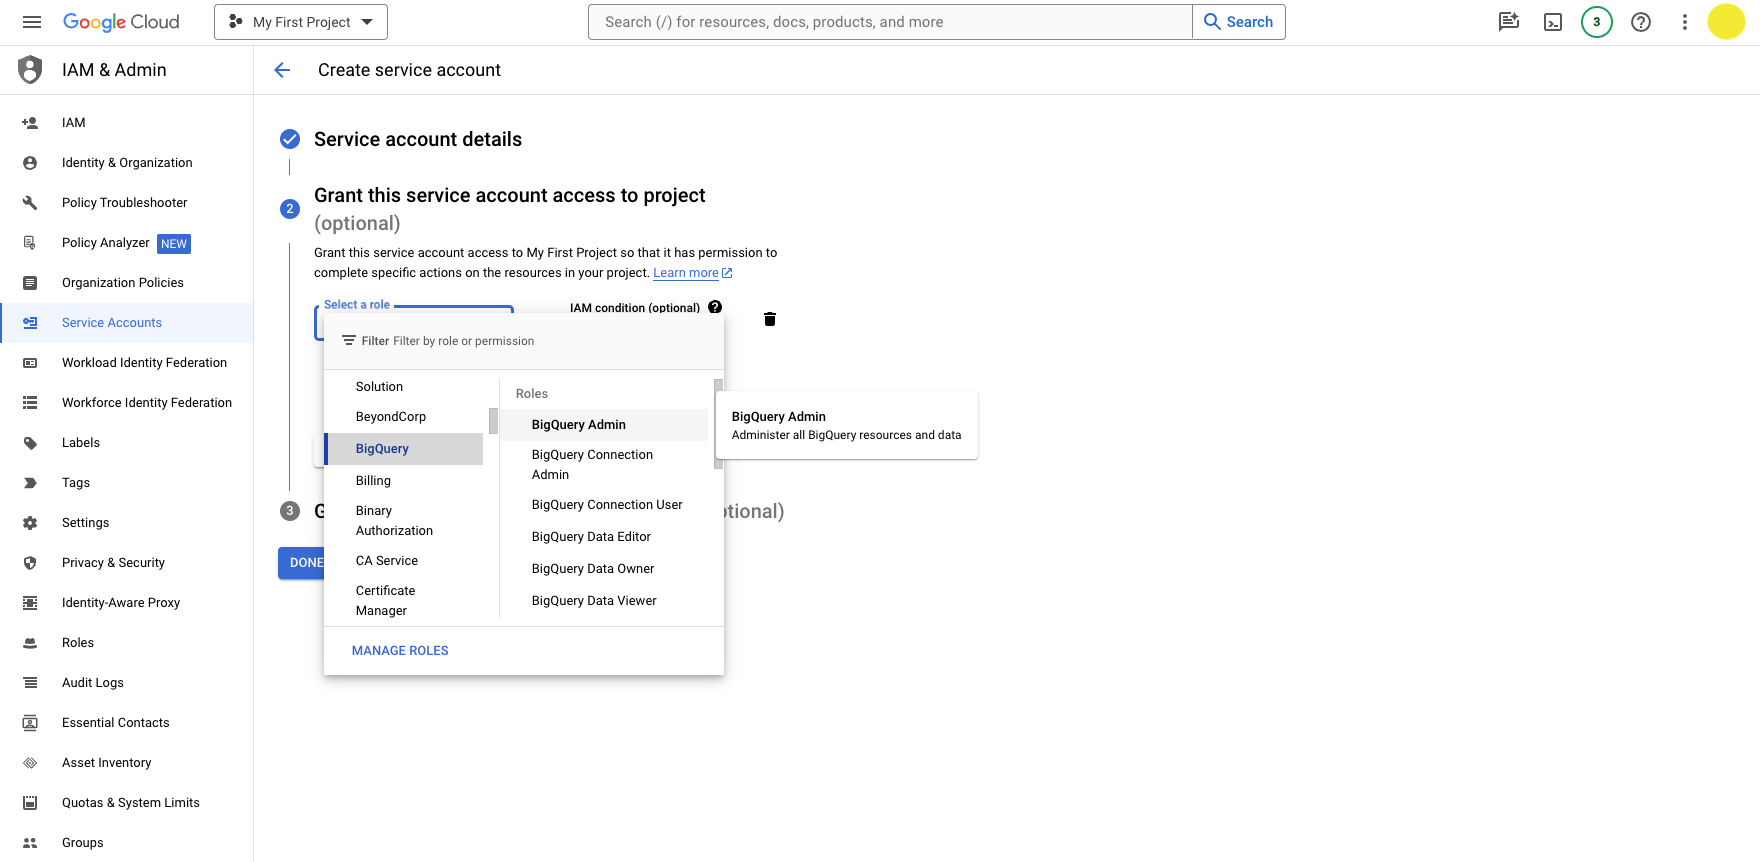 Google Cloud
My First Project
Search (/) for resources, docs, products, and more
Search
3
IAM & Admin
Create service account
IAM
Identity & Organization
Policy Troubleshooter
Policy Analyzer NEW
Organization Policies
Service Accounts
Workload Identity Federation
Workforce Identity Federation
Labels
Tags
Settings
Privacy & Security
Identity-Aware Proxy
Roles
Audit Logs
Essential Contacts
Asset Inventory
Quotas & System Limits
Groups
Service account details
2
Grant this service account access to project
(optional)
Grant this service account access to My First Project so that it has permission to
complete specific actions on the resources in your project. Learn more
Select a role
IAM condition (optional)
Filter Filter by role or permission
Solution
BeyondCorp
BigQuery
Billing
Binary
Authorization
CA Service
Certificate
Manager
Roles
BigQuery Admin
BigQuery Connection
Admin
BigQuery Connection User
BigQuery Data Editor
BigQuery Data Owner
BigQuery Data Viewer
MANAGE ROLES
BigQuery Admin
Administer all BigQuery resources and data
3
DONE